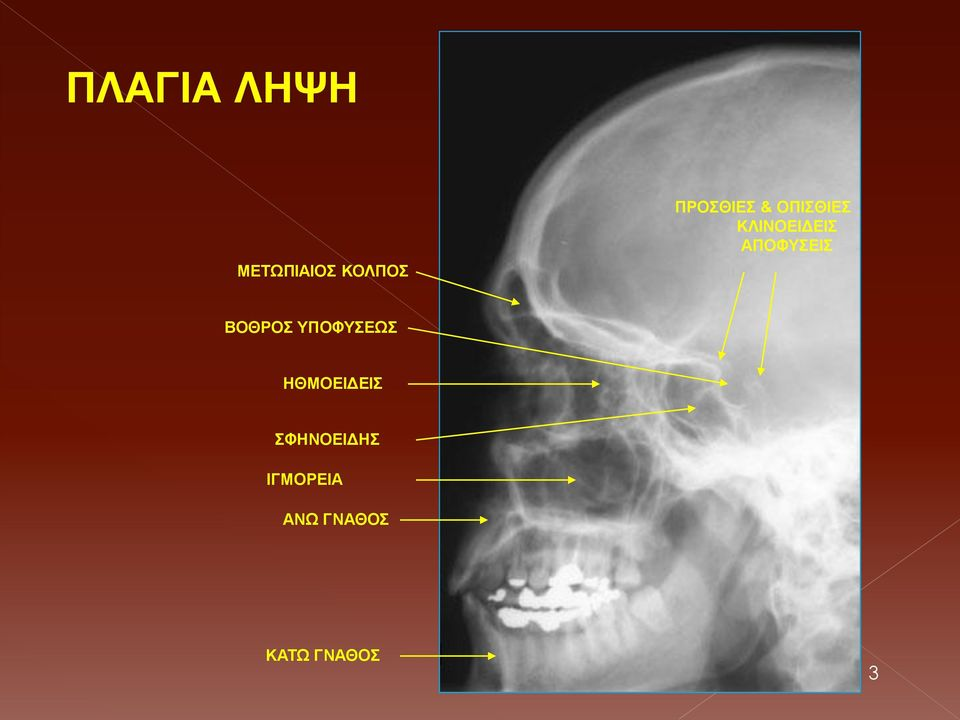 ΠΛΑΓΙΑ ΛΗΨΗ
ΠΡΟΣΘΙΕΣ & ΟΠΙΣΘΙΕΣ
ΚΛΙΝΟΕΙΔΕΙΣ
ΑΠΟΦΥΣΕΙΣ
ΜΕΤΩΠΙΑΙΟΣ ΚΟΛΠΟΣ
ΒΟΘΡΟΣ ΥΠΟΦΥΣΕΩΣ
ΗΘΜΟΕΙΔΕΙΣ
ΣΦΗΝΟΕΙΔΗΣ
ΙΓΜΟΡΕΙΑ
ΑΝΩ ΓΝΑΘΟΣ
ΚΑΤΩ ΓΝΑΘΟΣ
3